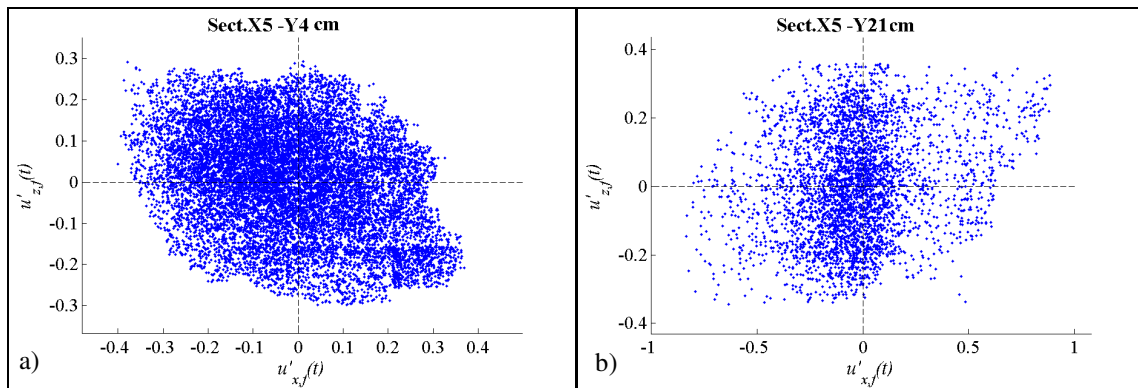 Sect.X5 -Y4 cm
0.3
0.2
0.1
0
-0.1
-0.2
-0.3
u'z,f(t)
-0.4 -0.3 -0.2 -0.1 0 0.1 0.2 0.3 0.4
u'x,f(t)
a)
Sect.X5 -Y21cm
0.4
0.2
0
-0.2
-0.4
u'z,f(t)
-1 -0.5 0 0.5 1
u'x,f(t)
b)